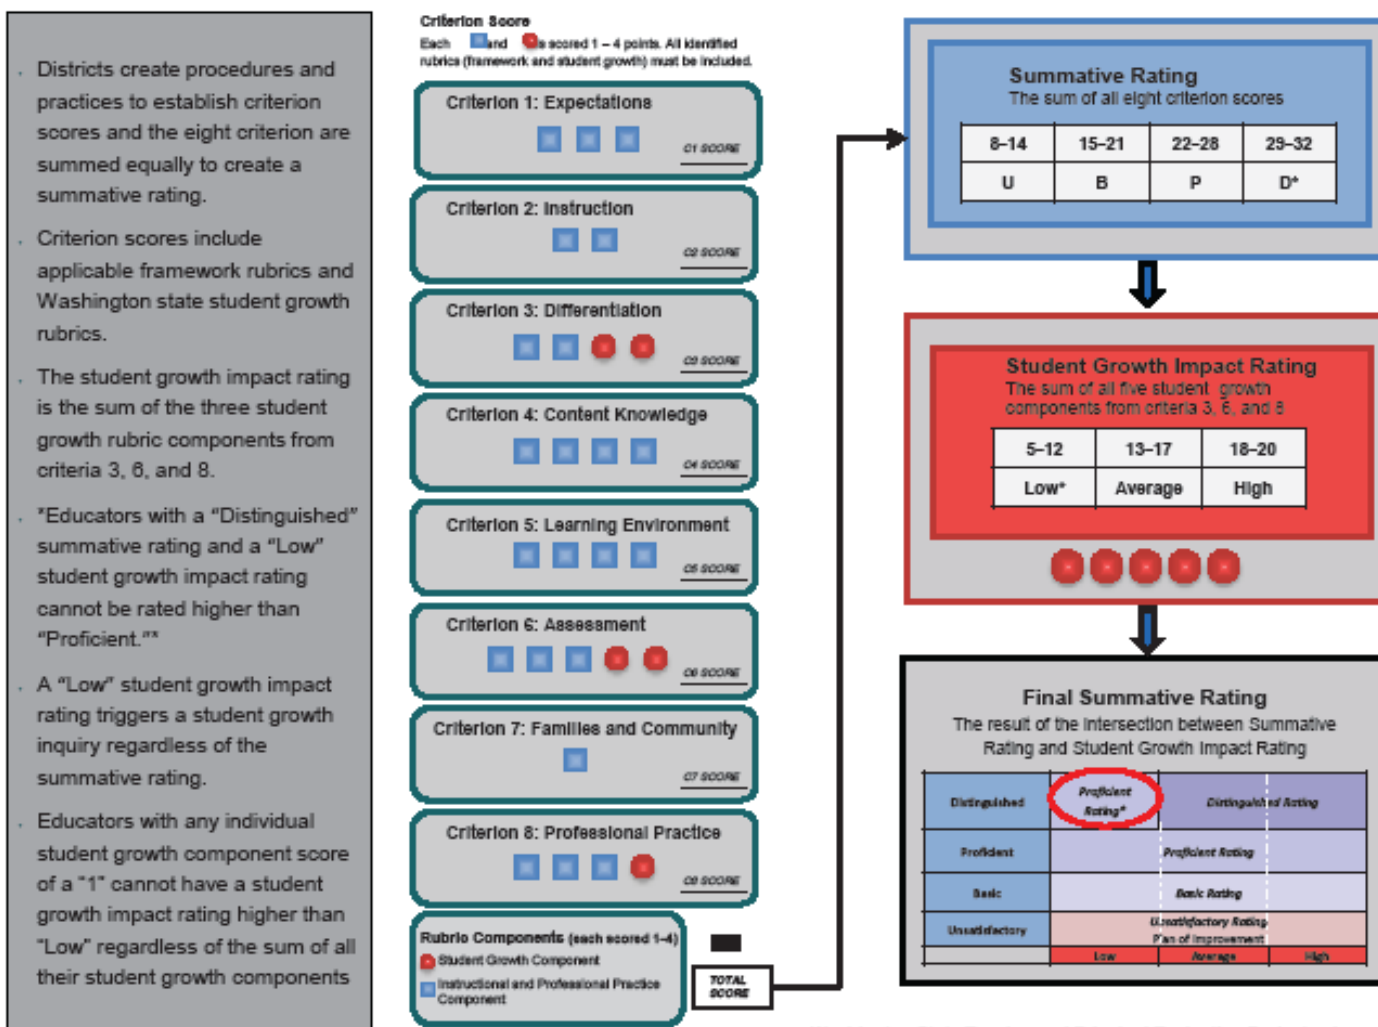 Districts create procedures and
practices to establish criterion
scores and the eight criterion are
summed equally to create a
summative rating.
Criterion scores include
applicable framework rubrics and
Washington state student growth
rubrics.
The student growth impact rating
is the sum of the three student
growth rubric components from
criteria 3, 6, and 8.
*Educators with a “Distinguished”
summative rating and a “Low”
student growth impact rating
cannot be rated higher than
“Proficient.”*
A “Low” student growth impact
rating triggers a student growth
inquiry regardless of the
summative rating.
Educators with any individual
student growth component score
of a "1" cannot have a student
growth impact rating higher than
"Low" regardless of the sum of all
their student growth components
Criterion Score
Each and is scored 1 – 4 points. All identified
rubrics (framework and student growth) must be included.
Criterion 1: Expectations
C1 SCORE
Criterion 2: Instruction
C2 SCORE
Criterion 3: Differentiation
C3 SCORE
Criterion 4: Content Knowledge
C4 SCORE
Criterion 5: Learning Environment
C5 SCORE
Criterion 6: Assessment
C6 SCORE
Criterion 7: Families and Community
C7 SCORE
Criterion 8: Professional Practice
C8 SCORE
Rubric Components (each scored 1-4)
Student Growth Component
Instructional and Professional Practice
Component
TOTAL
SCORE
Summative Rating
The sum of all eight criterion scores
8–14 15–21 22–28 29–32
U B P D*
Student Growth Impact Rating
The sum of all five student growth
components from criteria 3, 6, and 8
5–12 13–17 18–20
Low* Average High
Final Summative Rating
The result of the intersection between Summative
Rating and Student Growth Impact Rating
Distinguished Proficient Rating* Distinguished Rating
Proficient Proficient Rating
Basic Basic Rating
Unsatisfactory Unsatisfactory Rating
Plan of Improvement
Low Average High